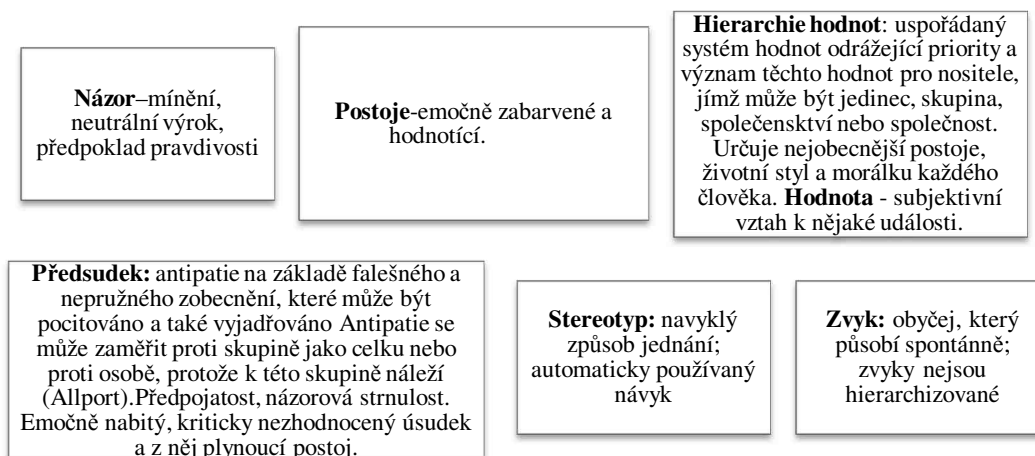 Názor–mínění,
neutrální výrok,
předpoklad pravdivosti
Postoje-emočně zabarvené a
hodnotící.
Hierarchie hodnot: uspořádaný
systém hodnot odrážející priority a
význam těchto hodnot pro nositele,
jímž může být jedinec, skupina,
společensktví nebo společnost.
Určuje nejobecnější postoje,
životní styl a morálku každého
člověka. Hodnota - subjektivní
vztah k nějaké události.
Předsudek: antipatie na základě falešného a
nepružného zobecnění, které může být
pocitováno a také vyjadřováno Antipatie se
může zaměřit proti skupině jako celku nebo
proti osobě, protože k této skupině náleží
(Allport).Předpojatost, názorová strnulost.
Emočně nabitý, kriticky nezhodnocený úsudek
a z něj plynoucí postoj.
Stereotyp: navyklý
způsob jednání;
automaticky používaný
návyk
Zvyk: obyčej, který
působí spontánně;
zvyky nejsou
hierarchizované